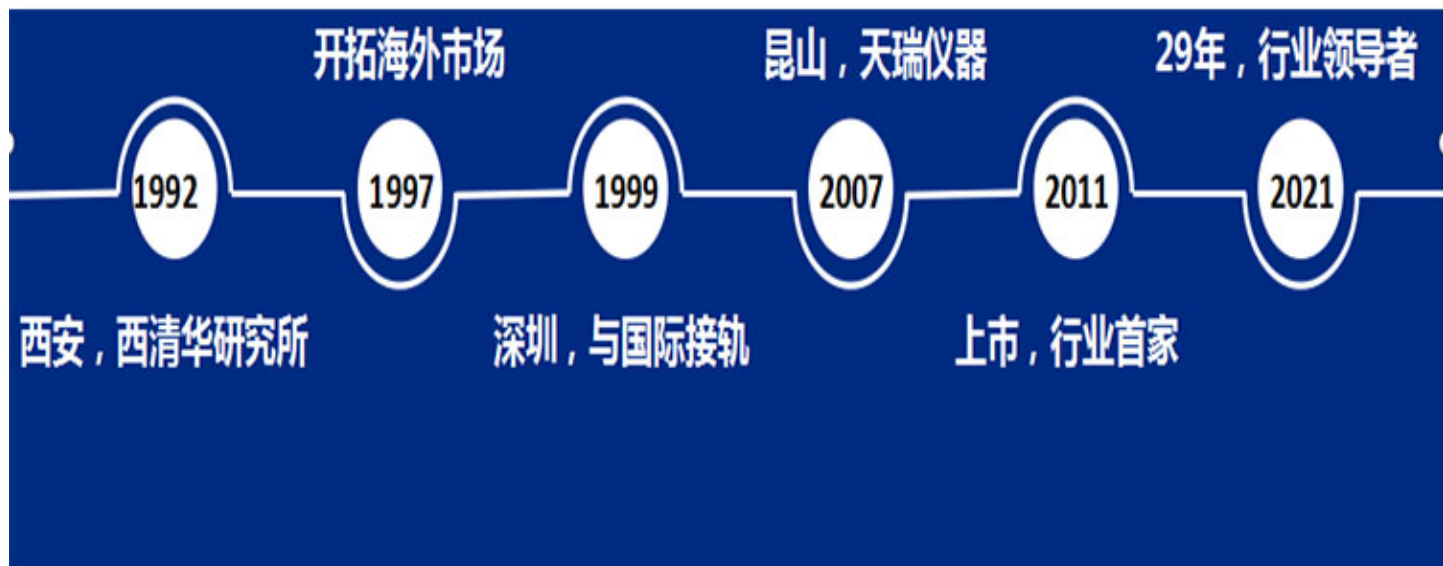 开拓海外市场
昆山，天瑞仪器
29年，行业领导者
1992
1997
1999
2007
2011
2021
西安，西清华研究所
深圳，与国际接轨
上市，行业首家